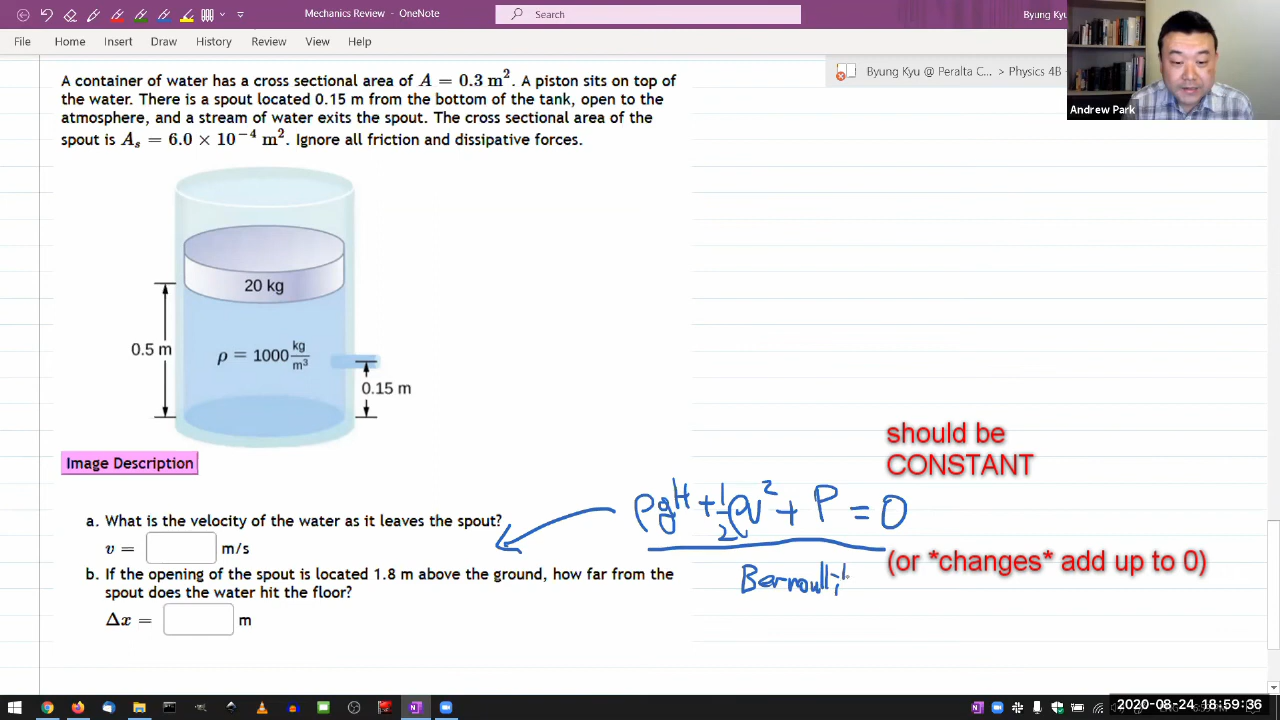 Mechanics Review - OneNote
Search
Byung Ky
File Home Insert Draw History Review View Help
Byung Kyu @ Peralta C... > Physics 4B -
Andrew Park
A container of water has a cross sectional area of A = 0.3 m². A piston sits on top of
the water. There is a spout located 0.15 m from the bottom of the tank, open to the
atmosphere, and a stream of water exits the spout. The cross sectional area of the
spout is Aₛ = 6.0 × 10⁻⁴ m². Ignore all friction and dissipative forces.
20 kg
0.5 m
ρ = 1000 kg/m³
0.15 m
Image Description
should be
CONSTANT
ρgH + ½ρv² + P = 0
a. What is the velocity of the water as it leaves the spout?
v = m/s
(or *changes* add up to 0)
Bernoulli
b. If the opening of the spout is located 1.8 m above the ground, how far from the
spout does the water hit the floor?
Δx = m
2020-08-24 18:59:36